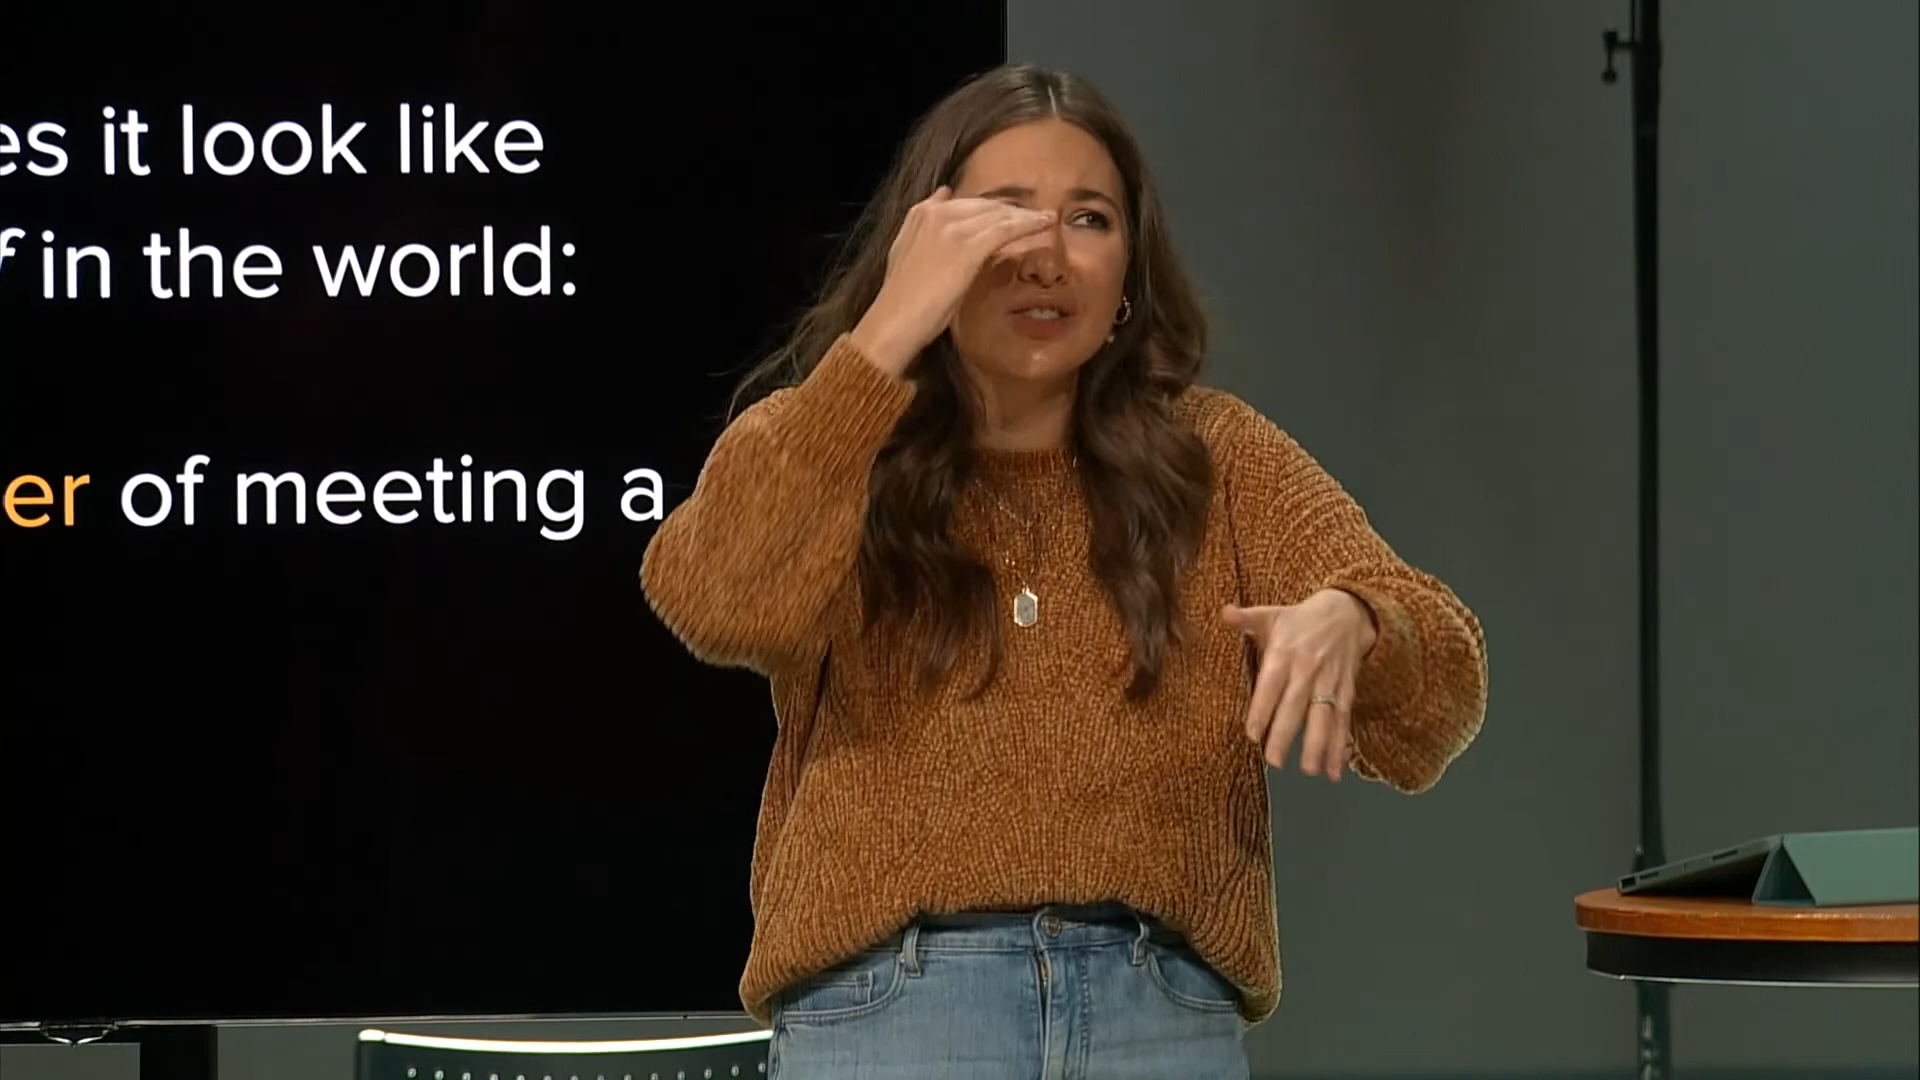 es it look like
f in the world:
er of meeting a